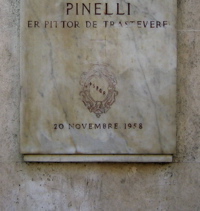 PINELLI
ER PITTOR DE TRASTEVERE
20 NOVEMBRE 1958